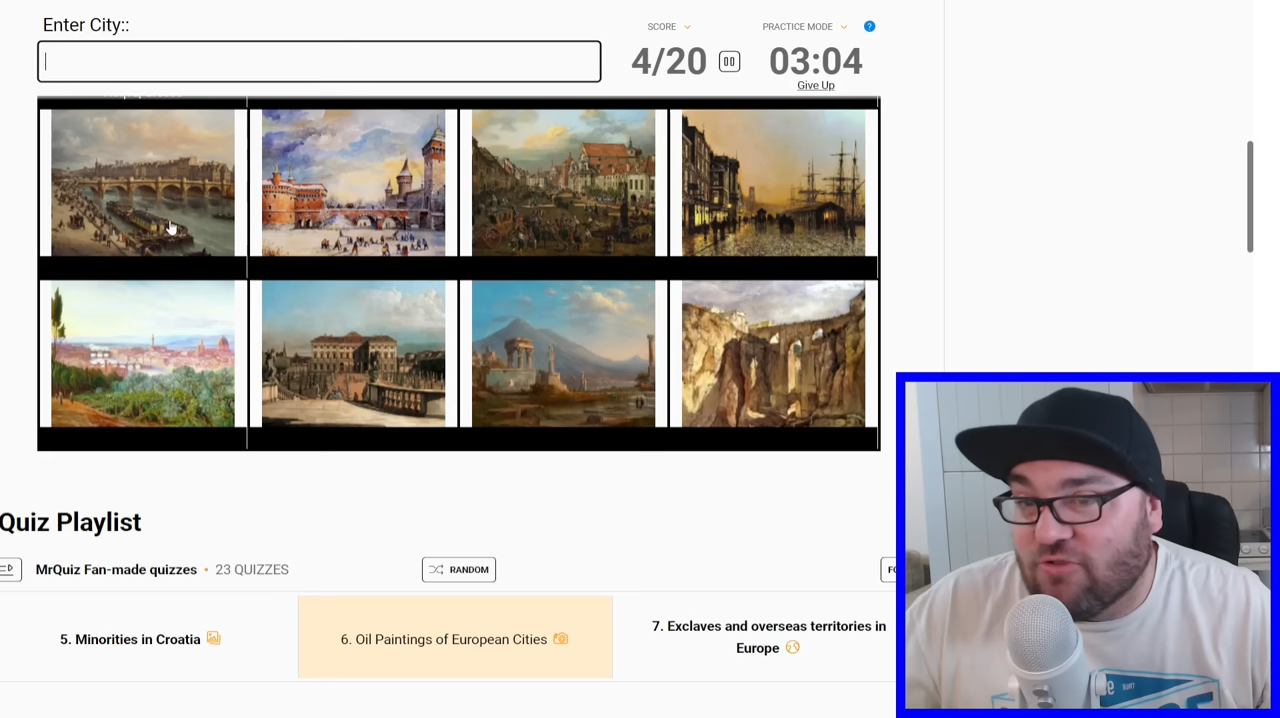 Enter City::
SCORE
PRACTICE MODE
?
4/20
03:04
Give Up
Quiz Playlist
MrQuiz Fan-made quizzes • 23 QUIZZES
RANDOM
5. Minorities in Croatia
6. Oil Paintings of European Cities
7. Exclaves and overseas territories in
Europe